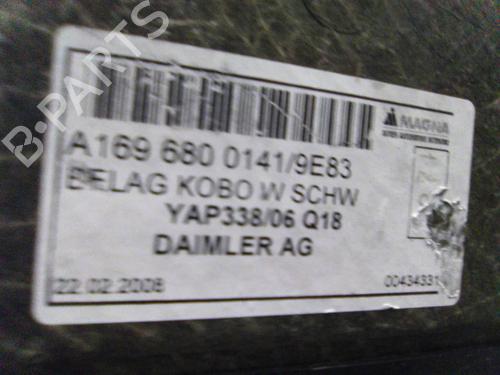 B-PARTS
MAGNA
A169 680 0141/9E83
BELAG KOBO W SCHW
YAP338/06 Q18
DAIMLER AG
22.02.2008
00434331